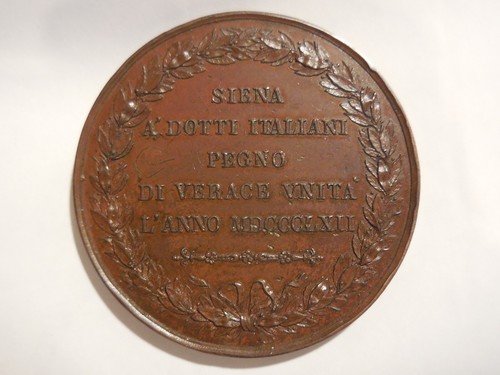 SIENA
A' DOTTI ITALIANI
PEGNO
DI VERACE VNITA'
L'ANNO MDCCCLXII